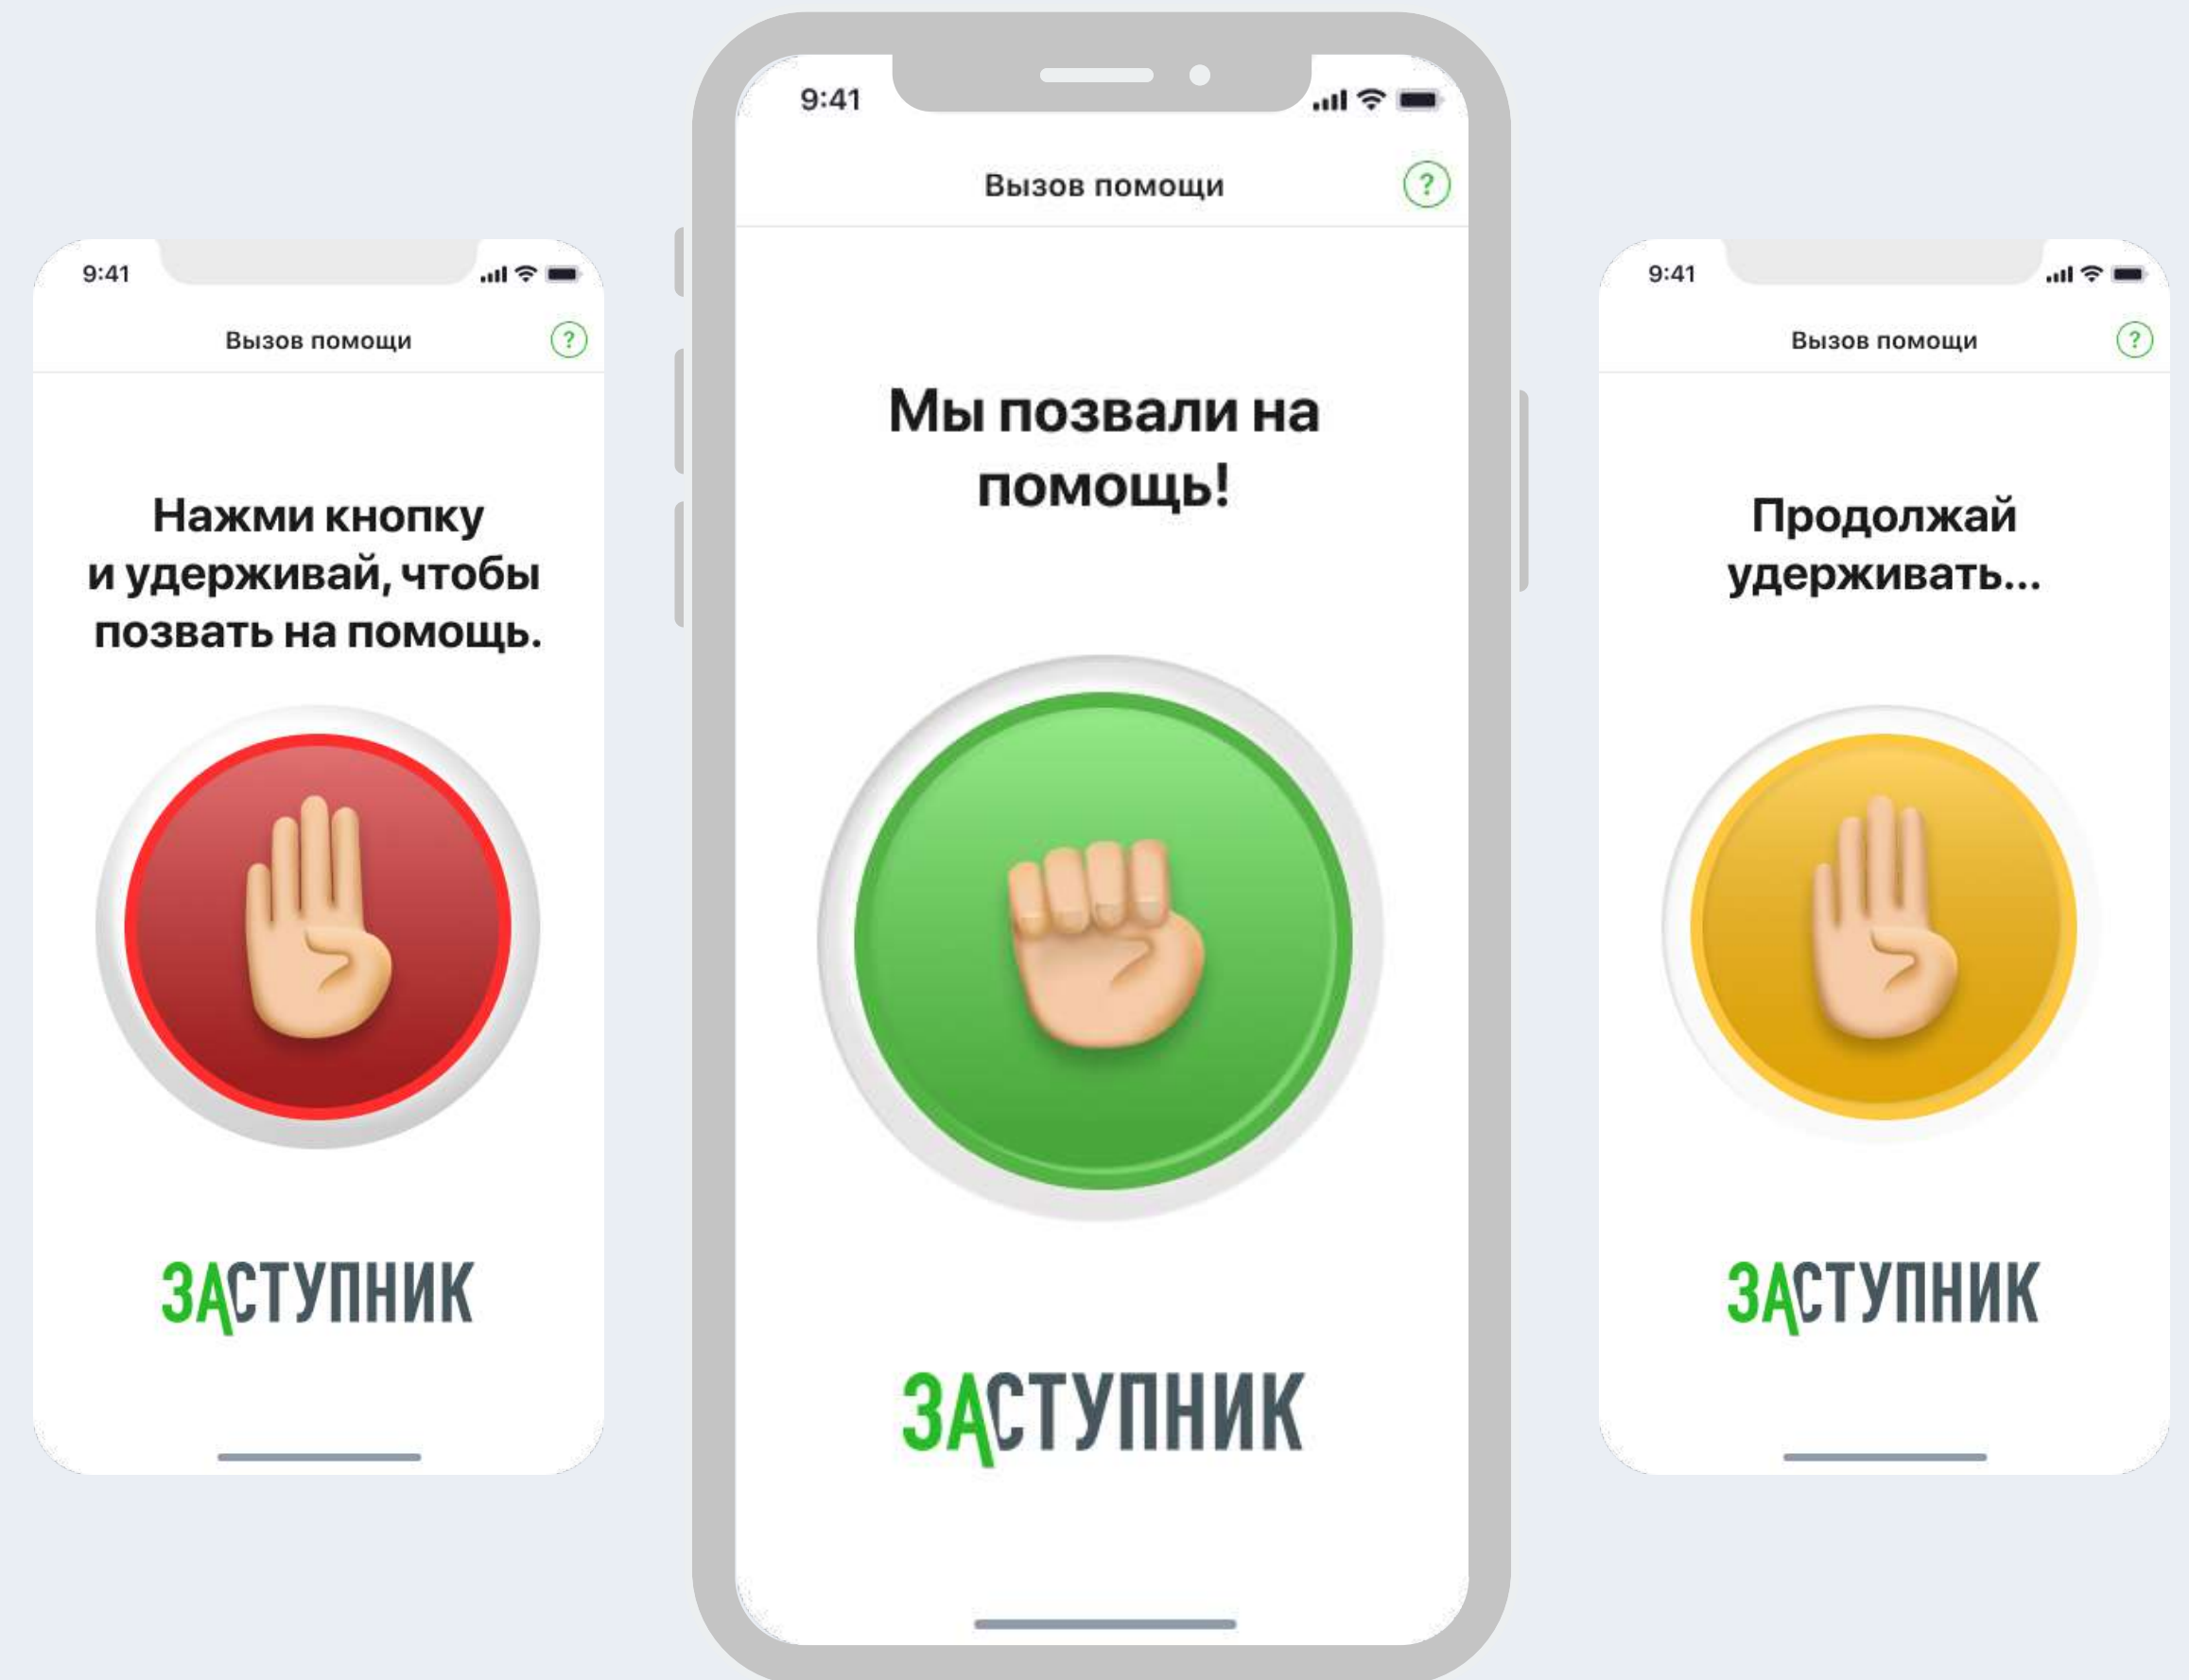 9:41
Вызов помощи
?
Нажми кнопку
и удерживай, чтобы
позвать на помощь.
ЗАСТУПНИК
9:41
Вызов помощи
?
Мы позвали на
помощь!
ЗАСТУПНИК
9:41
Вызов помощи
?
Продолжай
удерживать...
ЗАСТУПНИК